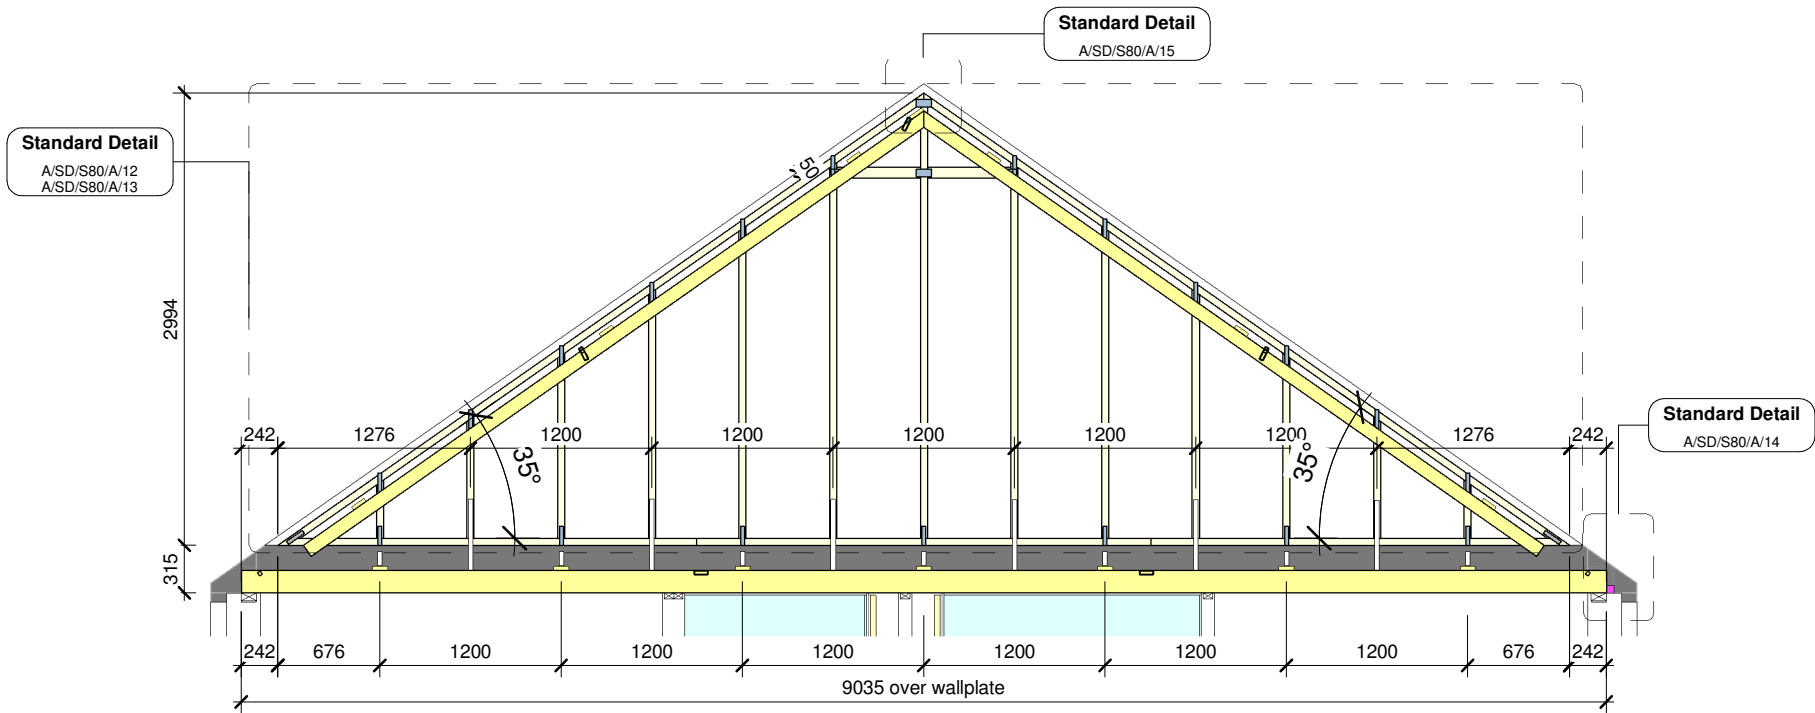 Standard Detail
A/SD/S80/A/15
Standard Detail
A/SD/S80/A/12
A/SD/S80/A/13
50
2994
242 1276 1200 1200 1200 1200 1200 1276 242
35° 35°
Standard Detail
A/SD/S80/A/14
315
242 676 1200 1200 1200 1200 1200 1200 676 242
9035 over wallplate